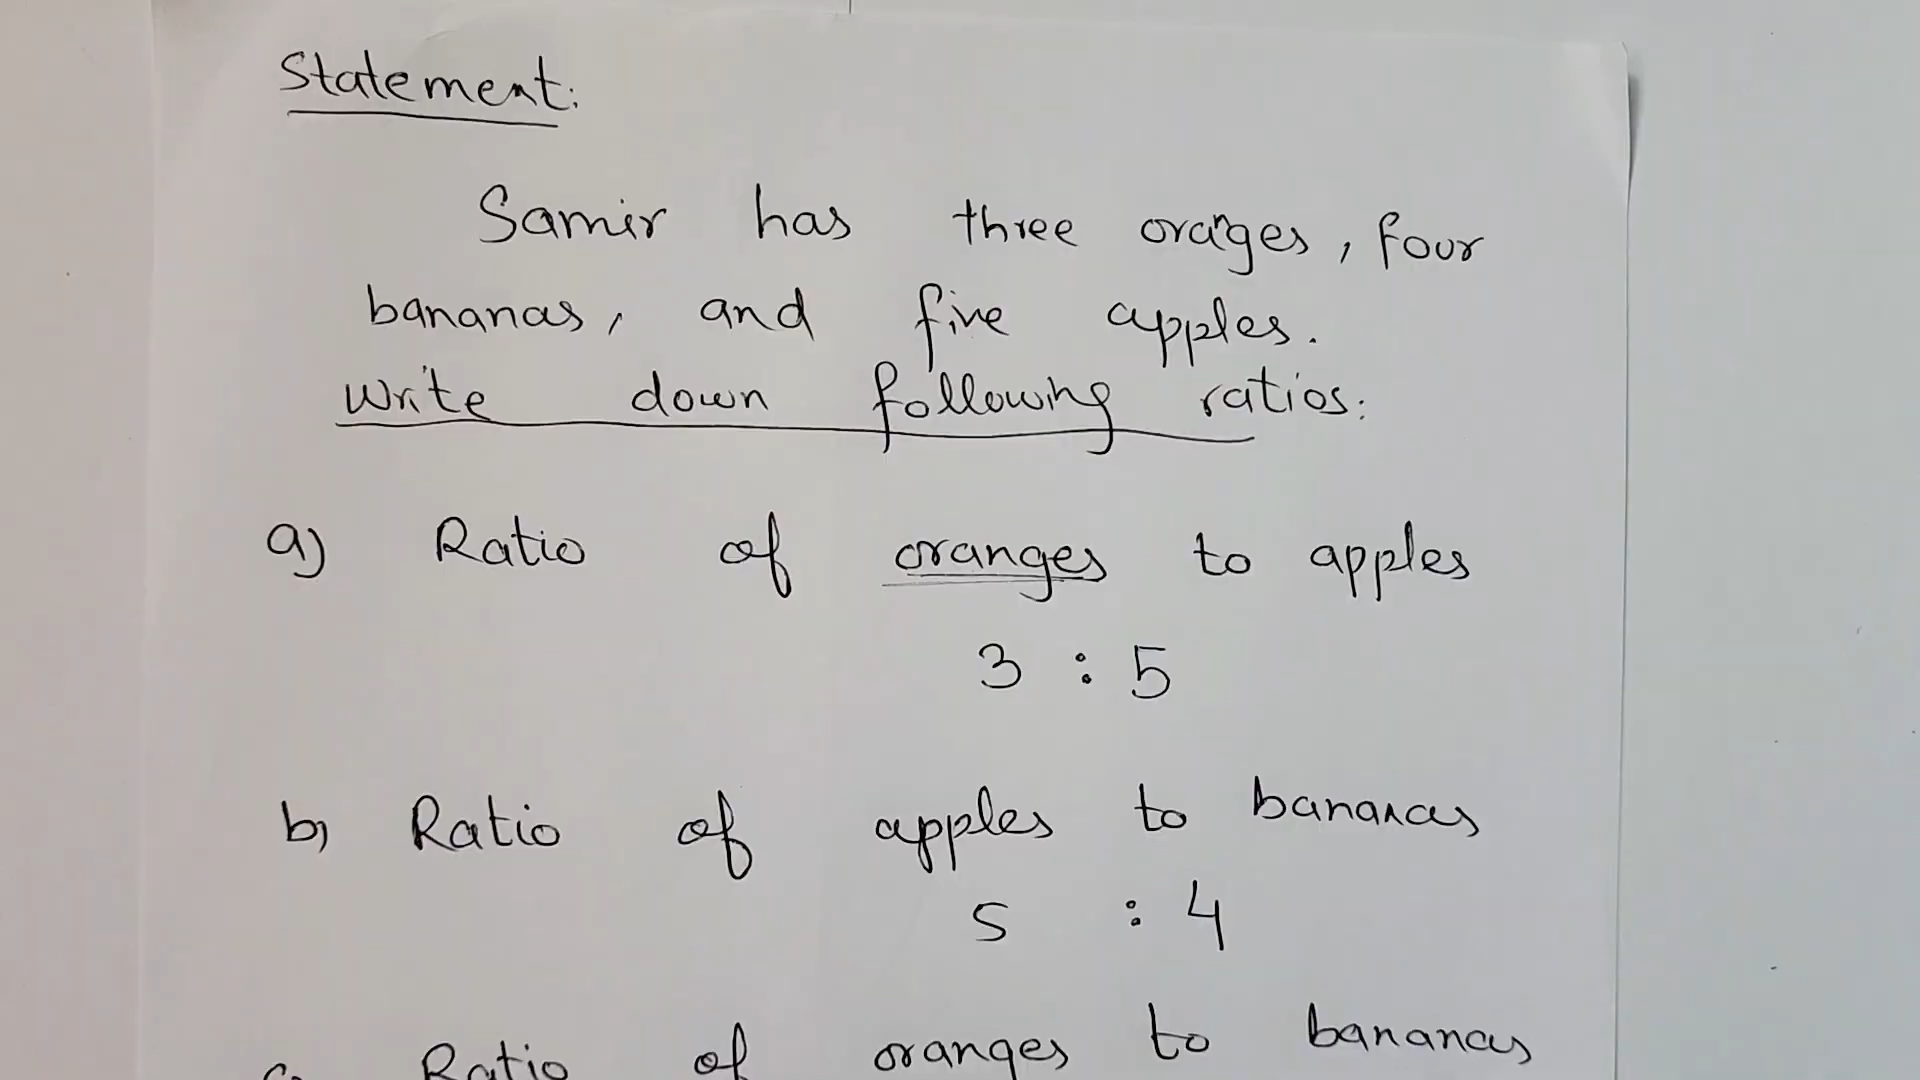 Statement:
Samir has three oranges, four
bananas, and five apples.
Write down following ratios:
a) Ratio of oranges to apples
3 : 5
b) Ratio of apples to bananas
5 : 4
c) Ratio of oranges to bananas